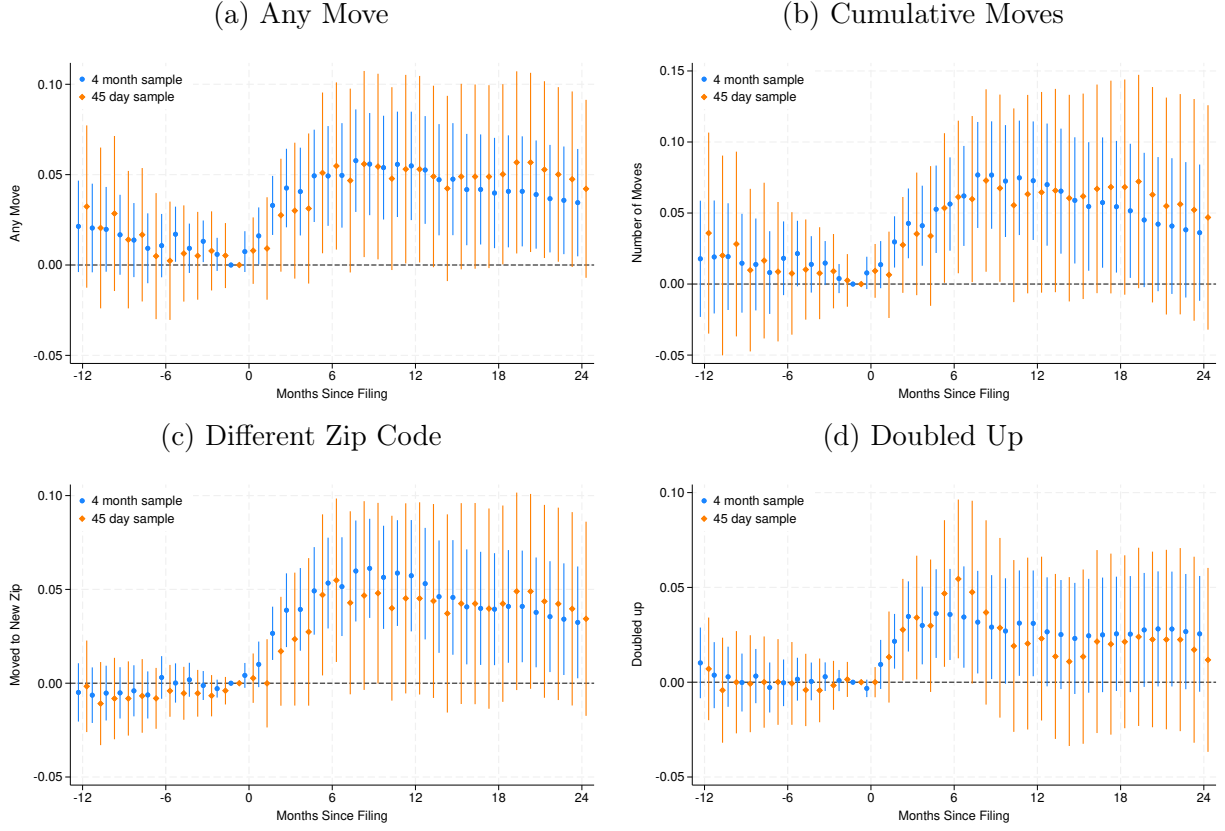 (a) Any Move
(b) Cumulative Moves
4 month sample
45 day sample
0.10
0.05
0.00
-0.05
Any Move
-12
-6
0
6
12
18
24
Months Since Filing
4 month sample
45 day sample
0.15
0.10
0.05
0.00
-0.05
Number of Moves
-12
-6
0
6
12
18
24
Months Since Filing
(c) Different Zip Code
(d) Doubled Up
4 month sample
45 day sample
0.10
0.05
0.00
-0.05
Moved to New Zip
-12
-6
0
6
12
18
24
Months Since Filing
4 month sample
45 day sample
0.10
0.05
0.00
-0.05
Doubled up
-12
-6
0
6
12
18
24
Months Since Filing